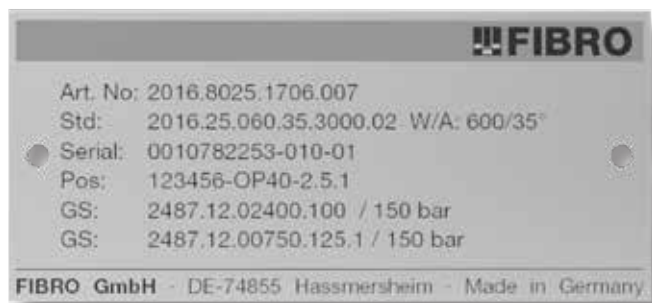 FIBRO
Art. No: 2016.8025.1706.007
Std: 2016.25.060.35.3000.02 W/A: 600/35°
Serial: 0010782253-010-01
Pos: 123456-OP40-2.5.1
GS: 2487.12.02400.100 / 150 bar
GS: 2487.12.00750.125.1 / 150 bar
FIBRO GmbH · DE-74855 Hassmersheim · Made in Germany